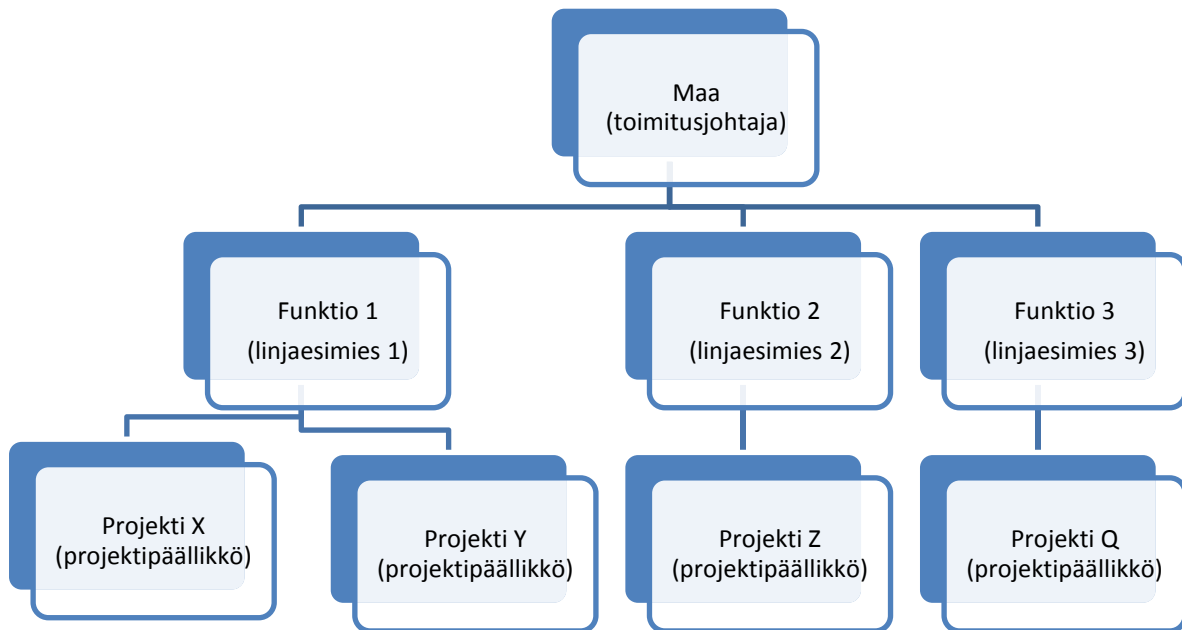 Maa
(toimitusjohtaja)
Funktio 1
(linjaesimies 1)
Funktio 2
(linjaesimies 2)
Funktio 3
(linjaesimies 3)
Projekti X
(projektipäällikkö)
Projekti Y
(projektipäällikkö)
Projekti Z
(projektipäällikkö)
Projekti Q
(projektipäällikkö)